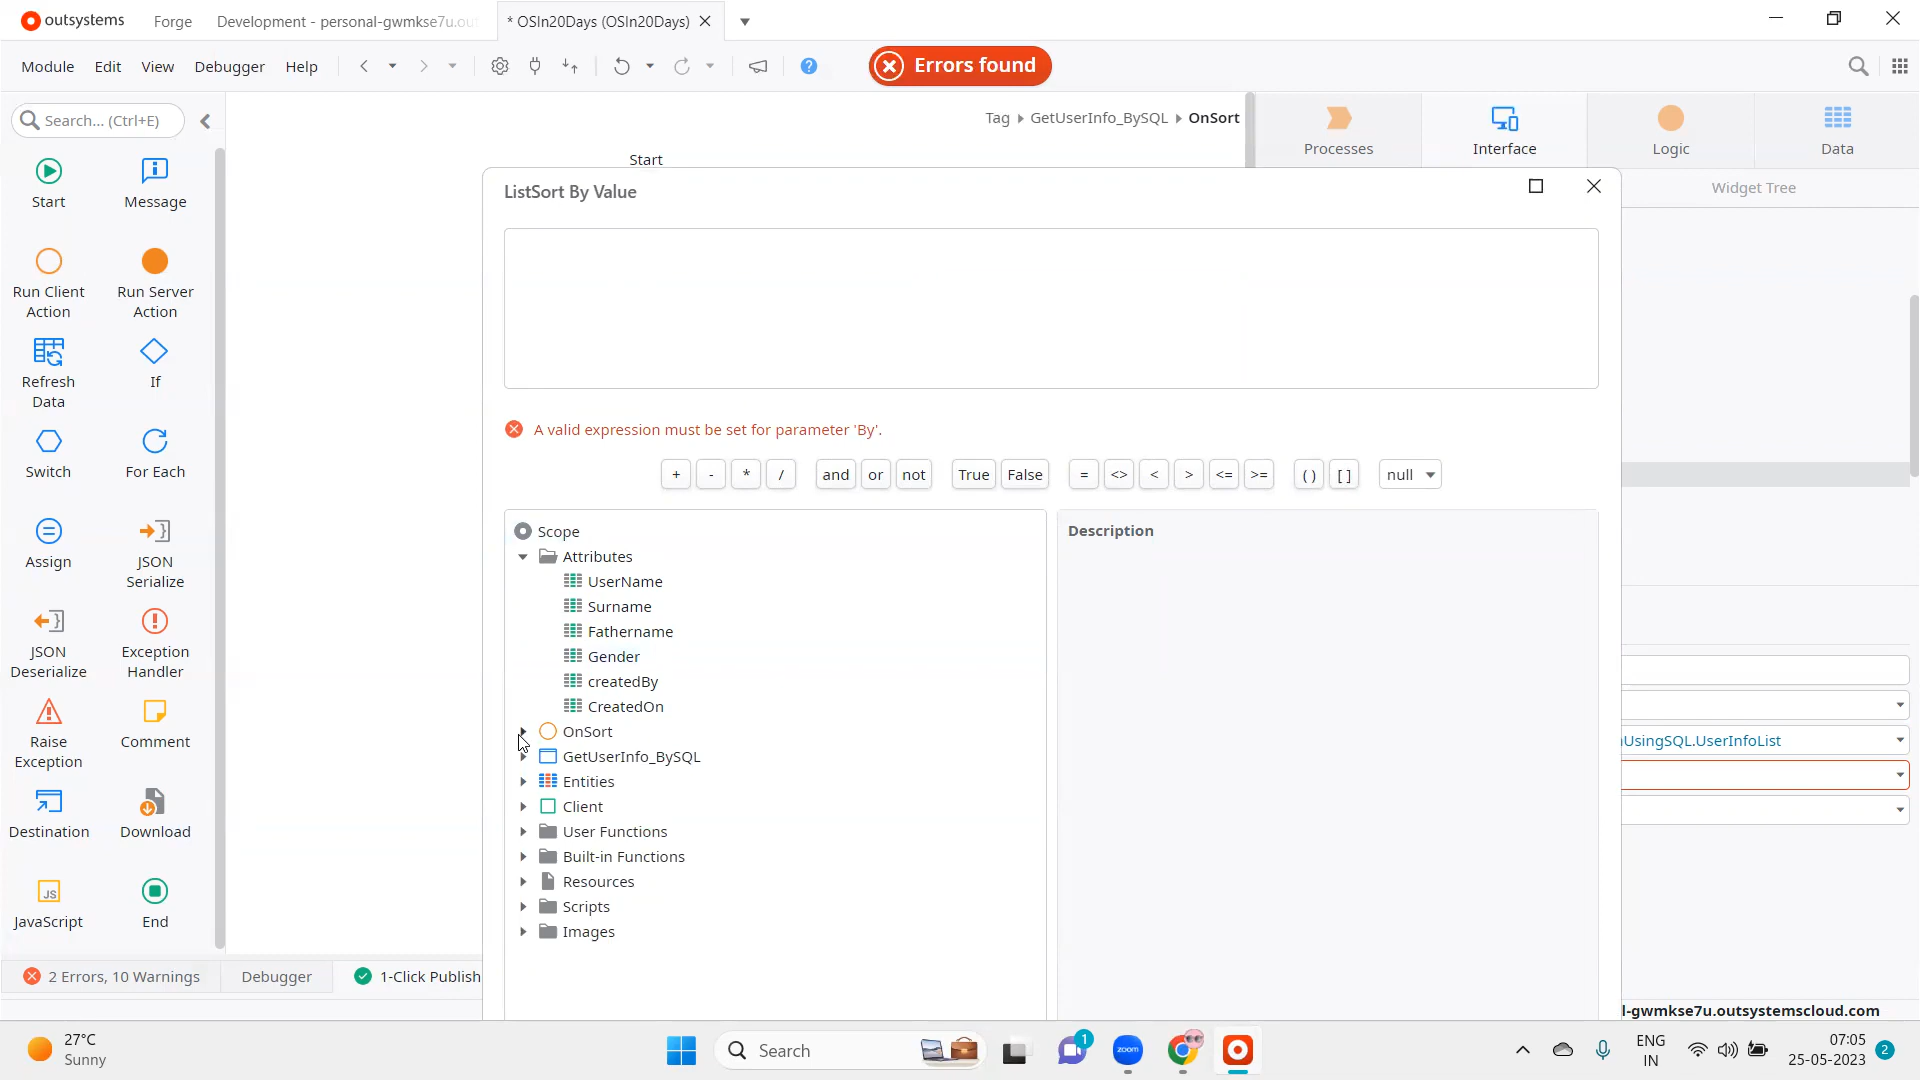 outsystems
Forge
Development - personal-gwmkse7u.ou
* OSIn20Days (OSIn20Days)
Module
Edit
View
Debugger
Help
Errors found
Search... (Ctrl+E)
Tag
GetUserInfo_BySQL
OnSort
Processes
Interface
Logic
Data
Widget Tree
Start
Message
Run Client
Action
Run Server
Action
Refresh
Data
If
Switch
For Each
Assign
JSON
Serialize
JSON
Deserialize
Exception
Handler
Raise
Exception
Comment
Destination
Download
JavaScript
JS
End
Start
ListSort By Value
A valid expression must be set for parameter 'By'.
+ - * / and or not True False = <> < > <= >= ( ) [ ] null
Scope
Attributes
UserName
Surname
Fathername
Gender
createdBy
CreatedOn
OnSort
GetUserInfo_BySQL
Entities
Client
User Functions
Built-in Functions
Resources
Scripts
Images
Description
UsingSQL.UserInfoList
2 Errors, 10 Warnings
Debugger
1-Click Publish
l-gwmkse7u.outsystemscloud.com
27°C
Sunny
Search
1
zoom
ENG
IN
07:05
25-05-2023
2